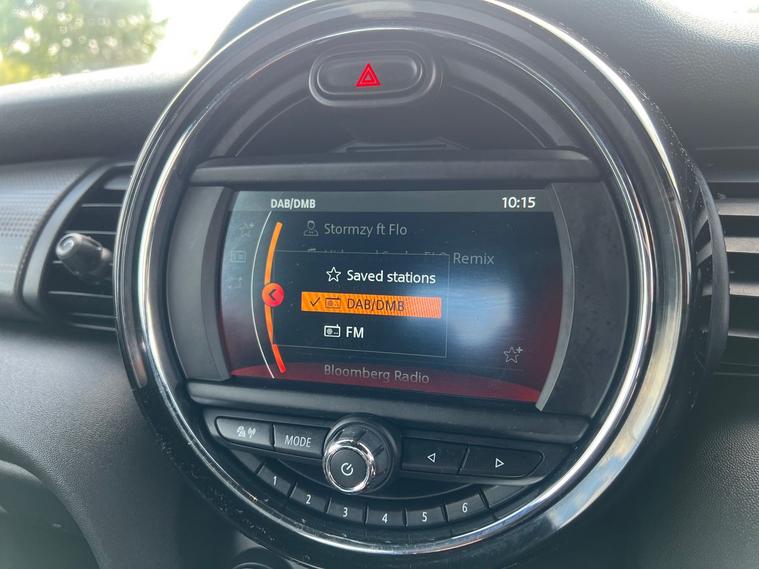 DAB/DMB 10:15
Stormzy ft Flo
Remix
Saved stations
DAB/DMB
FM
Bloomberg Radio
MODE
1 2 3 4 5 6